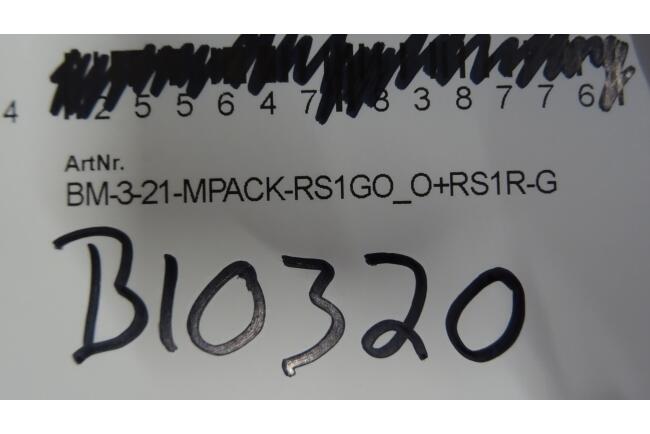 4 2 5 5 6 4 7 8 3 8 7 7 6
ArtNr.
BM-3-21-MPACK-RS1GO_O+RS1R-G
B10320